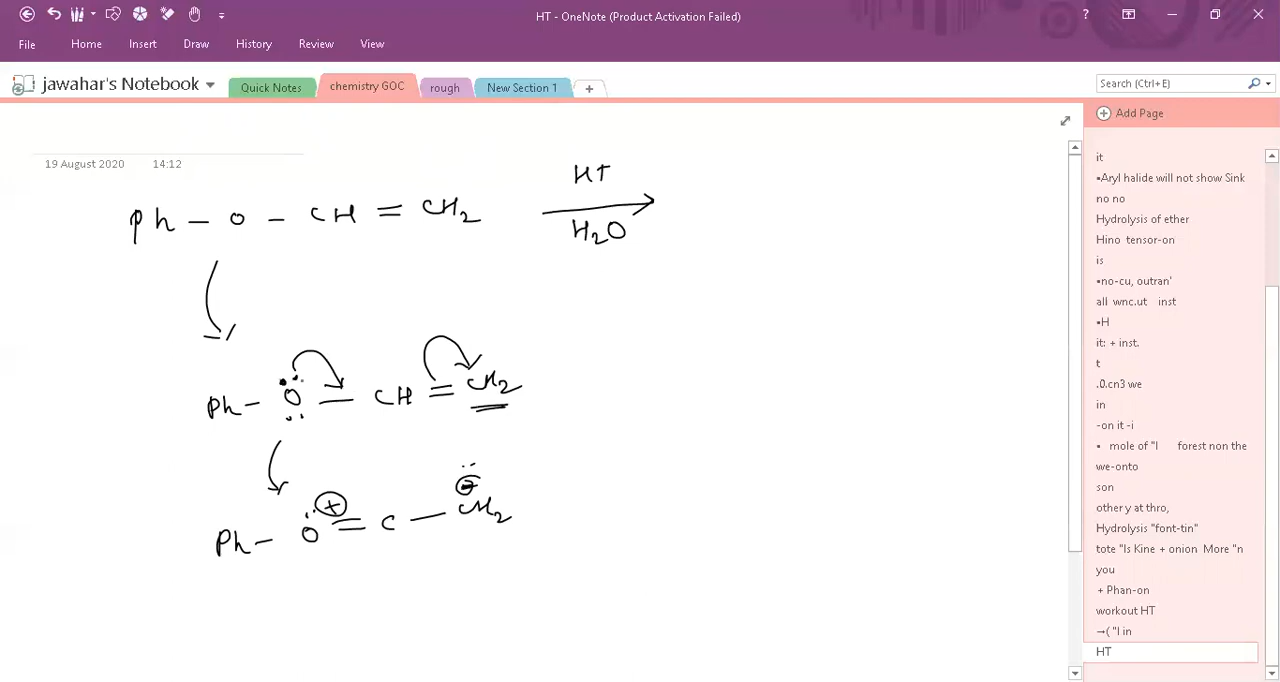 HT - OneNote (Product Activation Failed)
File Home Insert Draw History Review View
jawahar's Notebook Quick Notes chemistry GOC rough New Section 1 +
Search (Ctrl+E)
Add Page
19 August 2020 14:12
Ph - O - CH = CH2
HT
H2O
Ph - O = CH = CH2
Ph - O = C - CH2
it
▪Aryl halide will not show Sink
no no
Hydrolysis of ether
Hino tensor-on
is
▪no-cu, outran'
all wnc.ut inst
▪H
it: + inst.
t
.0.cn3 we
in
-on it -i
▪ mole of "I forest non the
we-onto
son
other y at thro,
Hydrolysis "font-tin"
tote "Is Kine + onion More "n
you
+ Phan-on
workout HT
→( "I in
HT